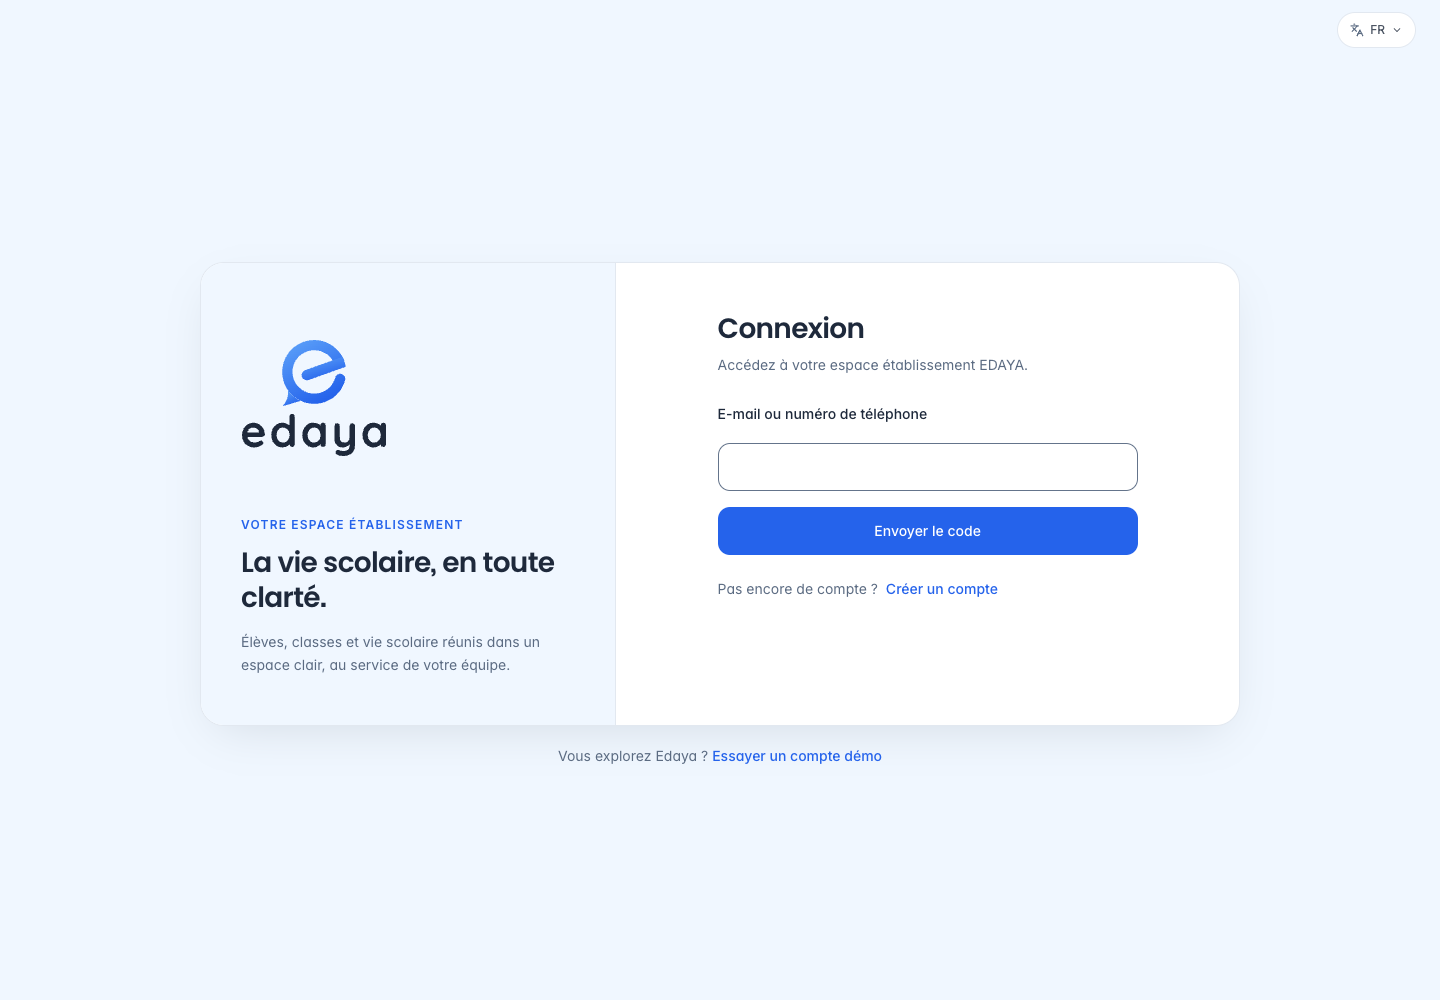 FR
edaya
VOTRE ESPACE ÉTABLISSEMENT
La vie scolaire, en toute
clarté.
Élèves, classes et vie scolaire réunis dans un
espace clair, au service de votre équipe.
Connexion
Accédez à votre espace établissement EDAYA.
E-mail ou numéro de téléphone
Envoyer le code
Pas encore de compte ? Créer un compte
Vous explorez Edaya ? Essayer un compte démo